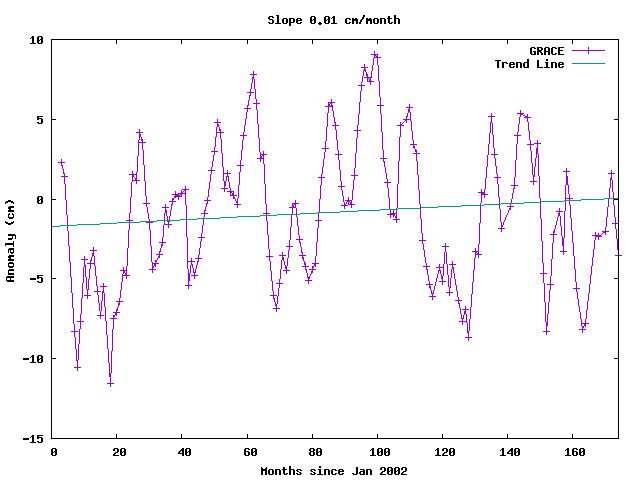 Slope 0.01 cm/month
10
GRACE
Trend Line
5
0
Anomaly (cm)
-5
-10
-15
0 20 40 60 80 100 120 140 160
Months since Jan 2002